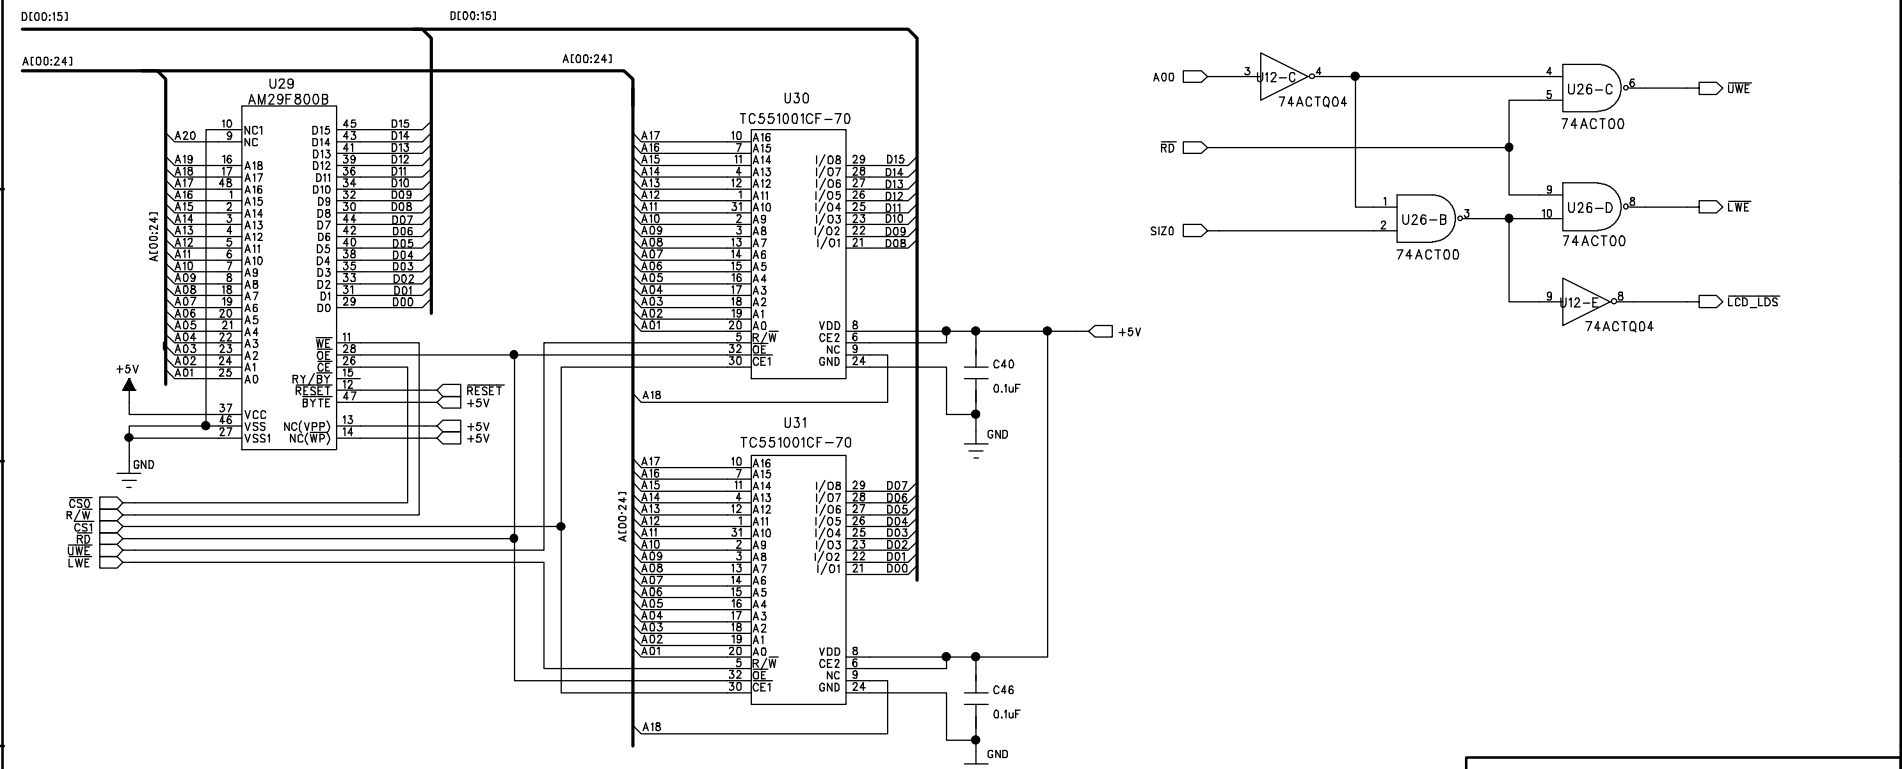 D[00:15]
D[00:15]
A[00:24]
A[00:24]
U29
AM29F800B
A20
A19
A18
A17
A16
A15
A14
A13
A12
A11
A10
A09
A08
A07
A06
A05
A04
A03
A02
A01
A[00:24]
10 NC1
9 NC
16 A18
17 A17
48 A16
1 A15
2 A14
3 A13
4 A12
5 A11
6 A10
7 A9
8 A8
18 A7
19 A6
20 A5
21 A4
22 A3
23 A2
24 A1
25 A0
37 VCC
46 VSS
27 VSS1
D15 45 D15
D14 43 D14
D13 41 D13
D12 39 D12
D11 36 D11
D10 34 D10
D9 32 D09
D8 30 D08
D7 44 D07
D6 42 D06
D5 40 D05
D4 38 D04
D3 35 D03
D2 33 D02
D1 31 D01
D0 29 D00
WE 11
OE 28
CE 26
RY/BY 15
RESET 12 RESET
BYTE 47 +5V
NC(VPP) 13 +5V
NC(WP) 14 +5V
+5V
GND
CS0
R/W
CS1
RD
UWE
LWE
U30
TC551001CF-70
A17 10 A16
A16 7 A15
A15 11 A14
A14 4 A13
A13 12 A12
A12 1 A11
A11 31 A10
A10 2 A9
A09 3 A8
A08 13 A7
A07 14 A6
A06 15 A5
A05 16 A4
A04 17 A3
A03 18 A2
A02 19 A1
A01 20 A0
5 R/W
32 OE
30 CE1
I/O8 29 D15
I/O7 28 D14
I/O6 27 D13
I/O5 26 D12
I/O4 25 D11
I/O3 23 D10
I/O2 22 D09
I/O1 21 D08
VDD 8
CE2 6
NC 9
GND 24
A18
+5V
C40
0.1uF
GND
U31
TC551001CF-70
A[00:24]
A17 10 A16
A16 7 A15
A15 11 A14
A14 4 A13
A13 12 A12
A12 1 A11
A11 31 A10
A10 2 A9
A09 3 A8
A08 13 A7
A07 14 A6
A06 15 A5
A05 16 A4
A04 17 A3
A03 18 A2
A02 19 A1
A01 20 A0
5 R/W
32 OE
30 CE1
I/O8 29 D07
I/O7 28 D06
I/O6 27 D05
I/O5 26 D04
I/O4 25 D03
I/O3 23 D02
I/O2 22 D01
I/O1 21 D00
VDD 8
CE2 6
NC 9
GND 24
A18
C46
0.1uF
GND
A00
3 U12-C 4
74ACTQ04
4
5
U26-C 6
74ACT00
UWE
RD
9
10
U26-D 8
74ACT00
LWE
SIZ0
1
2
U26-B 3
74ACT00
9 U12-E 8
74ACTQ04
LCD_LDS